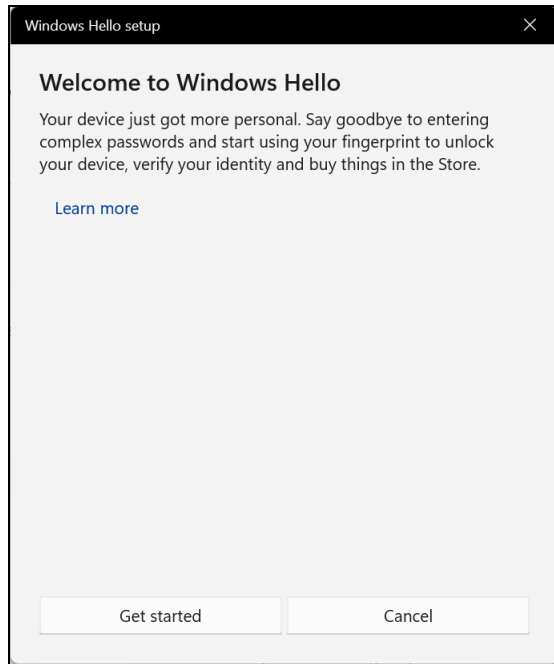 Windows Hello setup
Welcome to Windows Hello
Your device just got more personal. Say goodbye to entering
complex passwords and start using your fingerprint to unlock
your device, verify your identity and buy things in the Store.
Learn more
Get started
Cancel